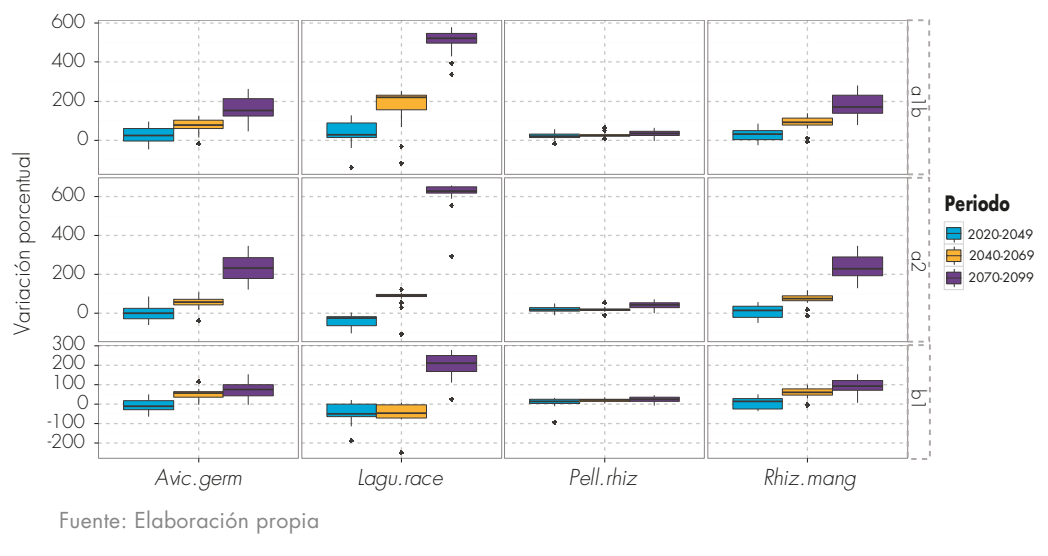 600
400
200
0
a1b
600
400
200
0
a2
300
200
100
0
-100
-200
b1
Variación porcentual
Avic.germ
Lagu.race
Pell.rhiz
Rhiz.mang
Periodo
2020-2049
2040-2069
2070-2099
Fuente: Elaboración propia